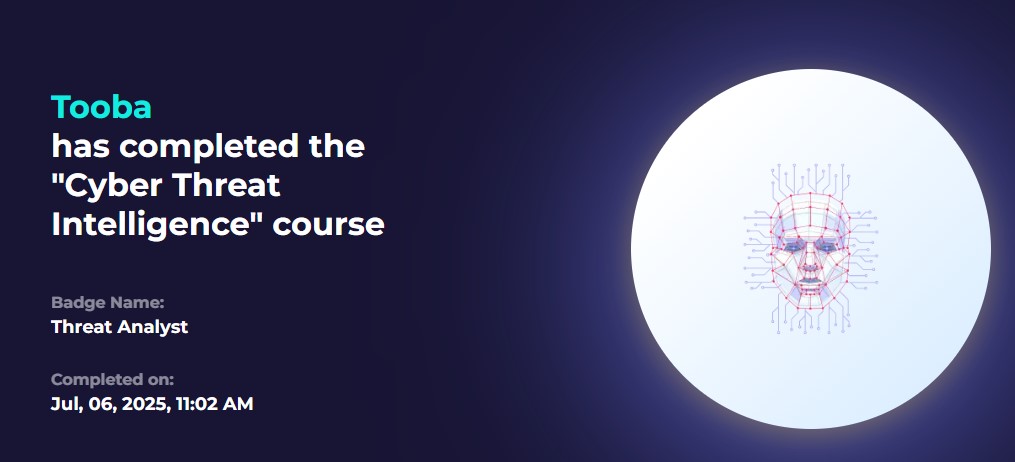 Tooba
has completed the
"Cyber Threat
Intelligence" course
Badge Name:
Threat Analyst
Completed on:
Jul, 06, 2025, 11:02 AM